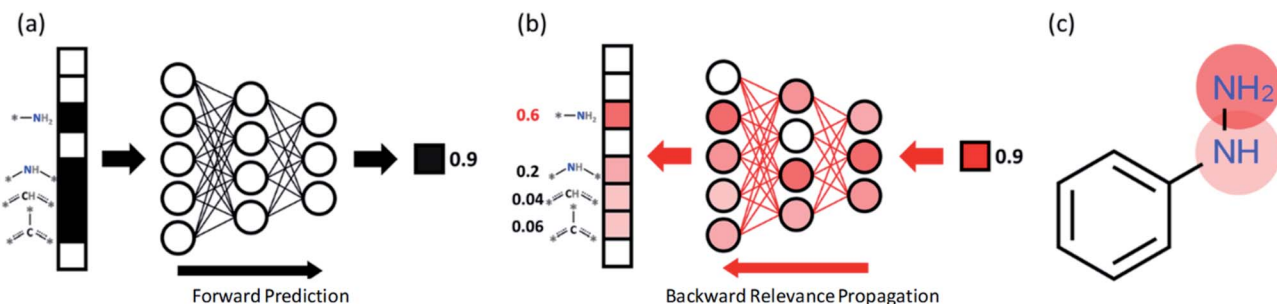 (a)
*-NH2
NH
* *
CH
* *
*
C
* *
0.9
Forward Prediction
(b)
0.6 *-NH2
0.2 NH
* *
0.04 CH
* *
*
0.06 C
* *
0.9
Backward Relevance Propagation
(c)
NH2
NH